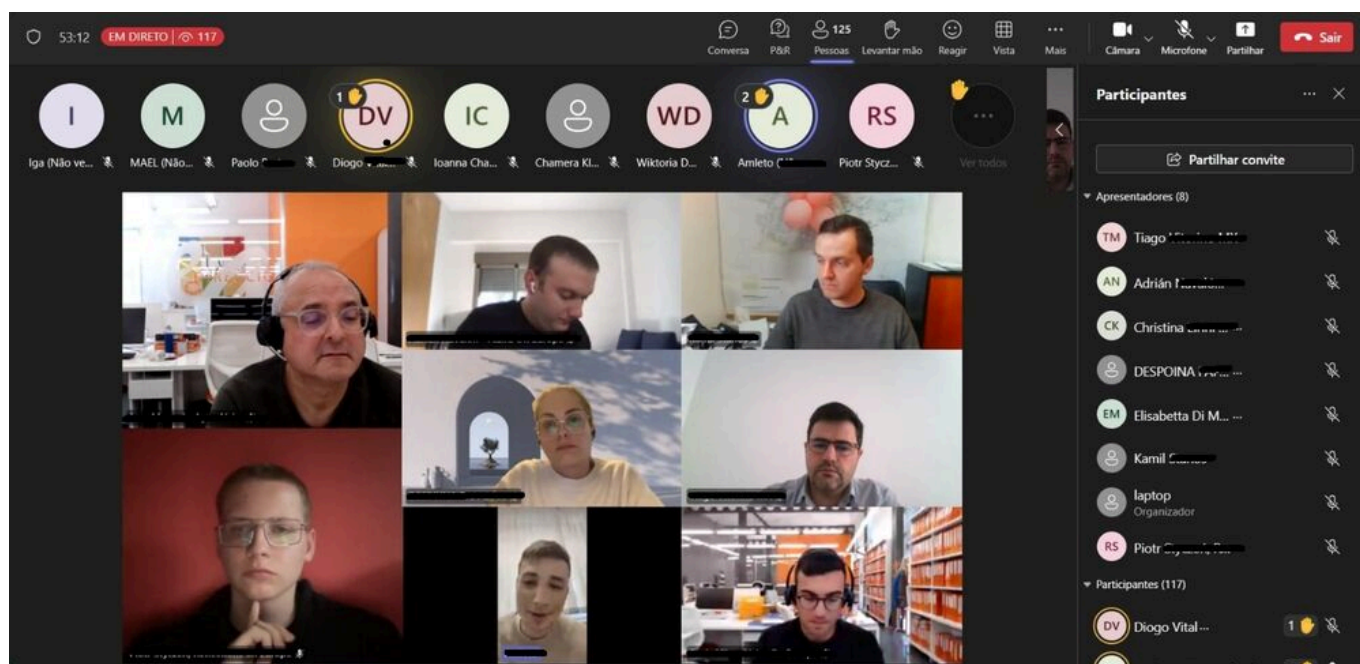 53:12 EM DIRETO | 117
Conversa P&R Pessoas 125 Levantar mão Reagir Vista Mais Câmara Microfone Partilhar Sair
I M 1 DV IC WD 2 A RS
Iga (Não ve... MAEL (Não... Paolo Diogo Ioanna Cha... Chamera Kl... Wiktoria D... Amleto Piotr Stycz... Ver todos
Participantes
Partilhar convite
Apresentadores (8)
TM Tiago
AN Adrián
CK Christina
DESPOINA
EM Elisabetta Di M... ...
Kamil
laptop
Organizador
RS Piotr
Participantes (117)
DV Diogo Vital ... 1